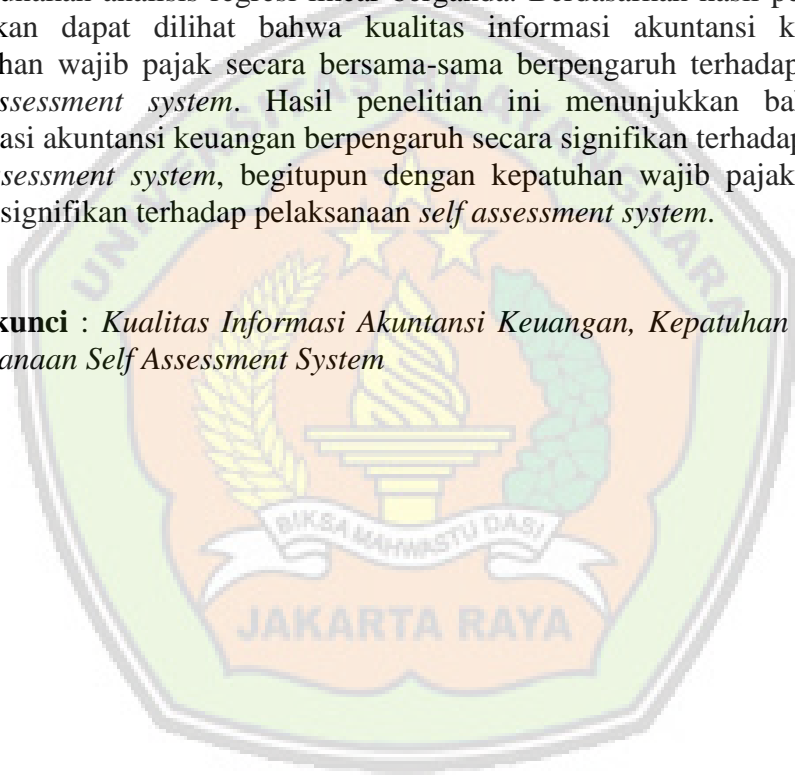 analisis regresi linear berganda. Berdasarkan hasil
kan dapat dilihat bahwa kualitas informasi akuntansi k
han wajib pajak secara bersama-sama berpengaruh terhadap
assessment system. Hasil penelitian ini menunjukkan ba
asi akuntansi keuangan berpengaruh secara signifikan terhadap
sessment system, begitupun dengan kepatuhan wajib pajak
signifikan terhadap pelaksanaan self assessment system.
kunci : Kualitas Informasi Akuntansi Keuangan, Kepatuhan
anaan Self Assessment System
UNIVERSITAS BHAYANGKARA
BIKSA MAHWASTU DASI
JAKARTA RAYA